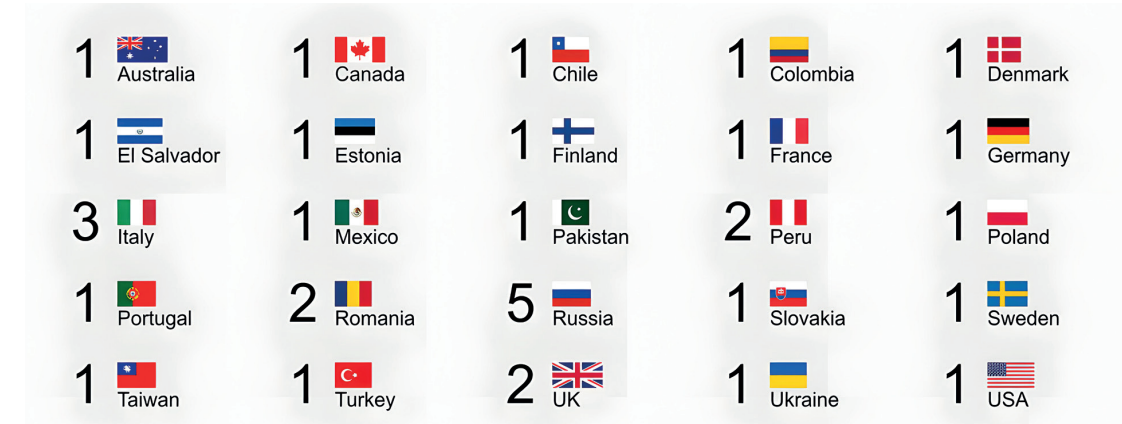 1 Australia
1 Canada
1 Chile
1 Colombia
1 Denmark
1 El Salvador
1 Estonia
1 Finland
1 France
1 Germany
3 Italy
1 Mexico
1 Pakistan
2 Peru
1 Poland
1 Portugal
2 Romania
5 Russia
1 Slovakia
1 Sweden
1 Taiwan
1 Turkey
2 UK
1 Ukraine
1 USA